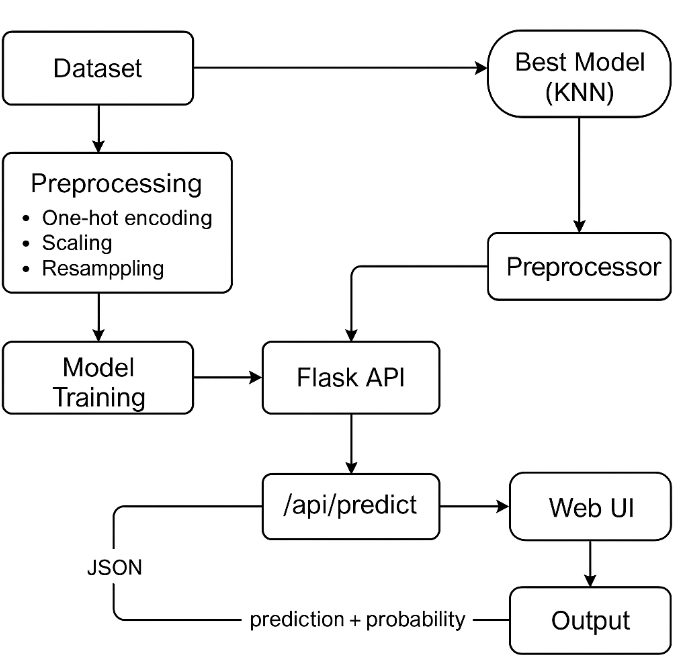 Dataset
Best Model
(KNN)
Preprocessing
• One-hot encoding
• Scaling
• Resamppling
Preprocessor
Model
Training
Flask API
/api/predict
Web UI
JSON
prediction + probability
Output